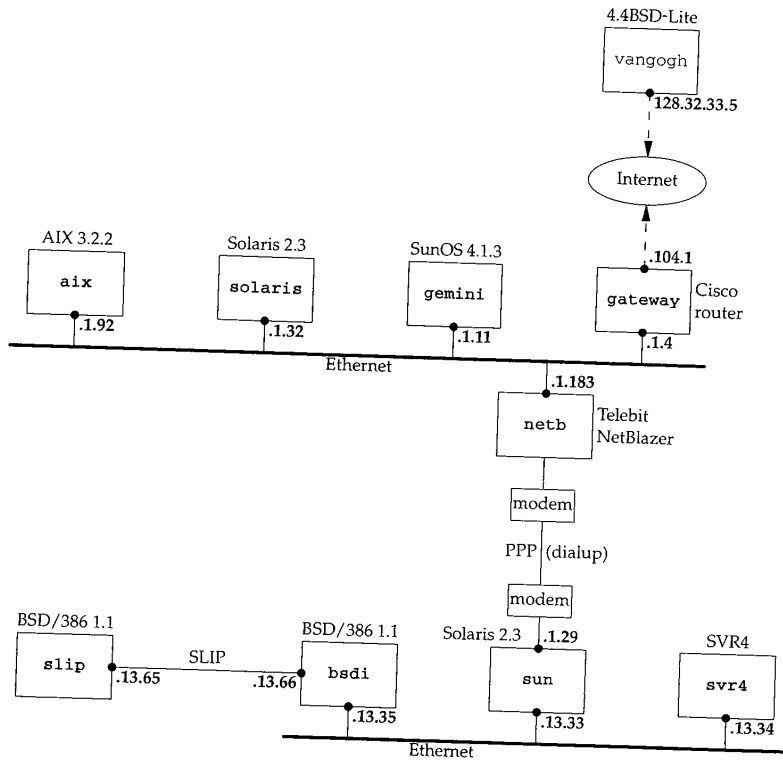 4.4BSD-Lite
vangogh
128.32.33.5
Internet
AIX 3.2.2
aix
.1.92
Solaris 2.3
solaris
.1.32
SunOS 4.1.3
gemini
.1.11
.104.1
gateway
Cisco
router
.1.4
Ethernet
.1.183
netb
Telebit
NetBlazer
modem
PPP (dialup)
modem
BSD/386 1.1
slip
.13.65
SLIP
BSD/386 1.1
.13.66
bsdi
.13.35
Solaris 2.3
.1.29
sun
.13.33
SVR4
svr4
.13.34
Ethernet